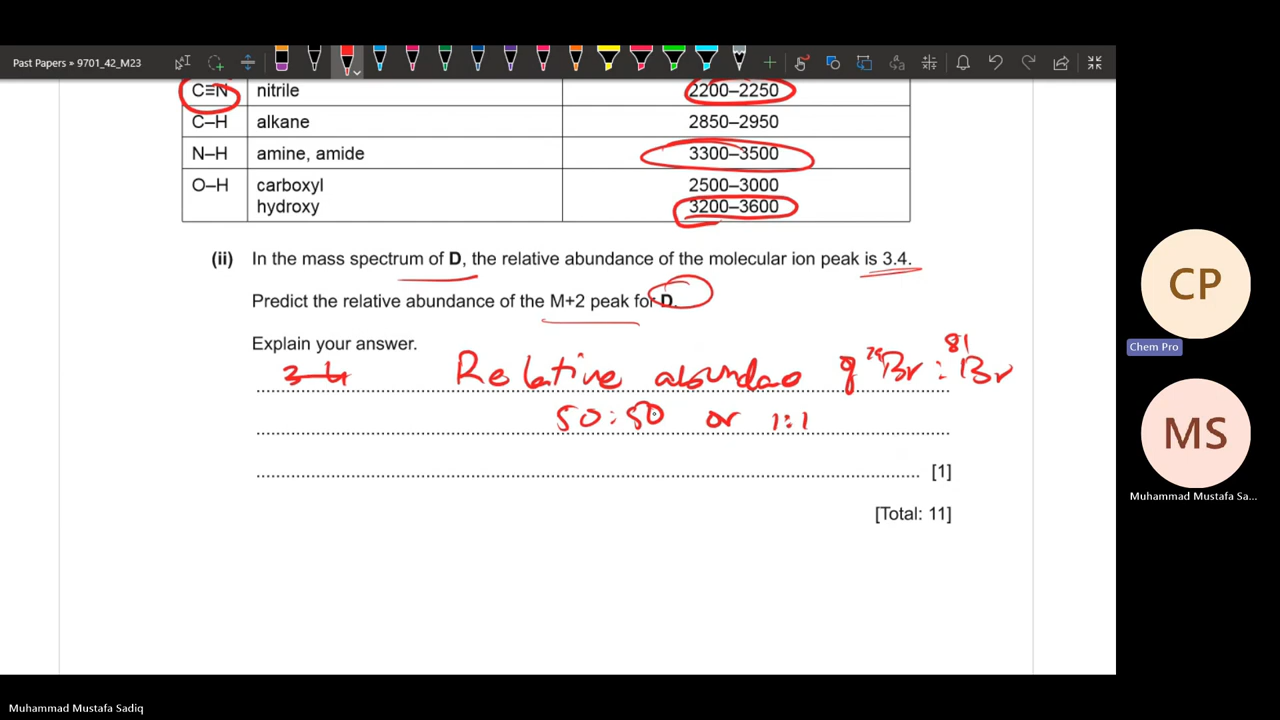 Past Papers » 9701_42_M23
C≡N nitrile 2200–2250
C–H alkane 2850–2950
N–H amine, amide 3300–3500
O–H carboxyl 2500–3000
hydroxy 3200–3600
(ii) In the mass spectrum of D, the relative abundance of the molecular ion peak is 3.4.
Predict the relative abundance of the M+2 peak for D.
Explain your answer.
3.4 Relative abundao of ⁷⁹Br : ⁸¹Br
50:50 or 1:1
[1]
[Total: 11]
CP
Chem Pro
MS
Muhammad Mustafa Sa...
Muhammad Mustafa Sadiq